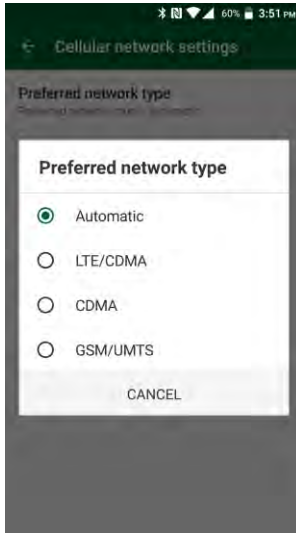 60% 3:51 PM
Cellular network settings
Preferred network type
Preferred network type
Automatic
LTE/CDMA
CDMA
GSM/UMTS
CANCEL